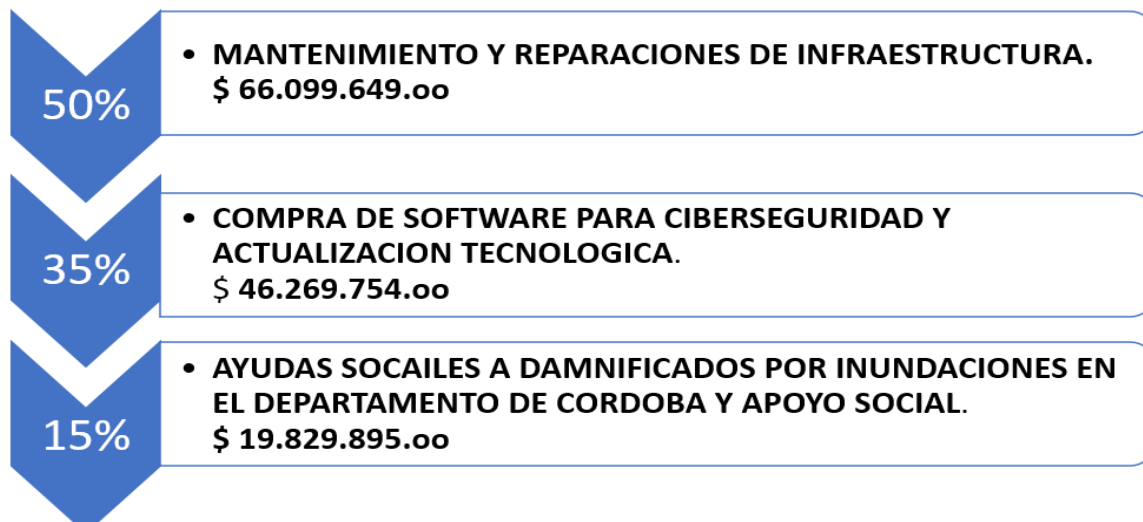 50%
• MANTENIMIENTO Y REPARACIONES DE INFRAESTRUCTURA.
$ 66.099.649.oo
35%
• COMPRA DE SOFTWARE PARA CIBERSEGURIDAD Y
ACTUALIZACION TECNOLOGICA.
$ 46.269.754.oo
15%
• AYUDAS SOCAILES A DAMNIFICADOS POR INUNDACIONES EN
EL DEPARTAMENTO DE CORDOBA Y APOYO SOCIAL.
$ 19.829.895.oo